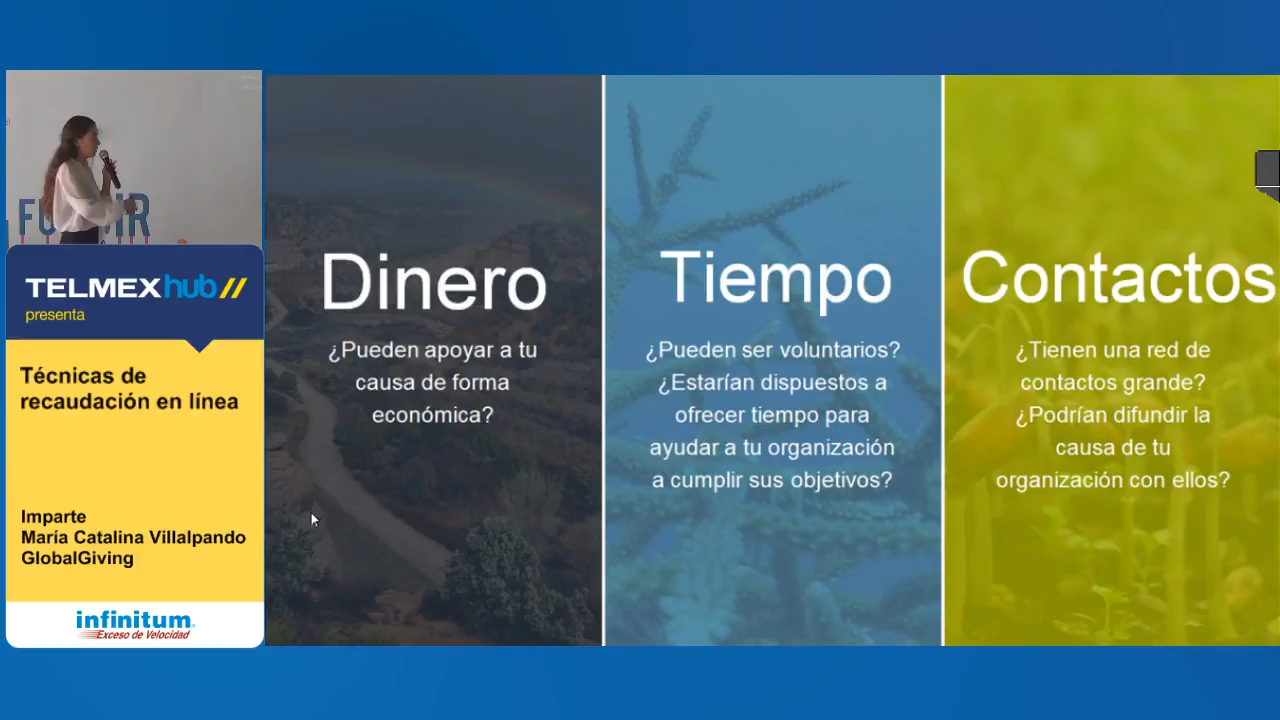 TELMEXhub//
presenta
Técnicas de
recaudación en línea
Imparte
María Catalina Villalpando
GlobalGiving
infinitum
Exceso de Velocidad
Dinero
¿Pueden apoyar a tu
causa de forma
económica?
Tiempo
¿Pueden ser voluntarios?
¿Estarían dispuestos a
ofrecer tiempo para
ayudar a tu organización
a cumplir sus objetivos?
Contactos
¿Tienen una red de
contactos grande?
¿Podrían difundir la
causa de tu
organización con ellos?